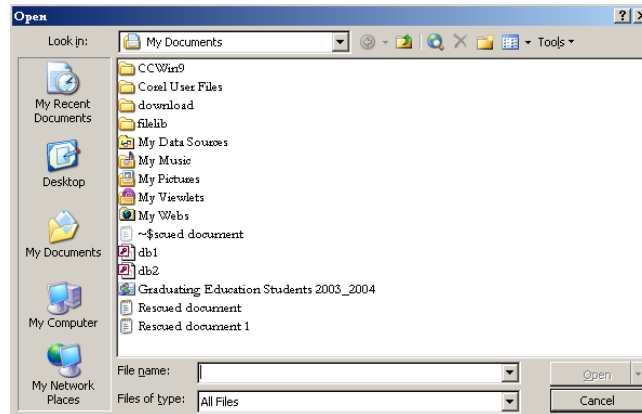 Open
Look in: My Documents Tools
My Recent
Documents
Desktop
My Documents
My Computer
My Network
Places
CCWin9
Corel User Files
download
filelib
My Data Sources
My Music
My Pictures
My Viewlets
My Webs
~$scued document
db1
db2
Graduating Education Students 2003_2004
Rescued document
Rescued document 1
File name: Open
Files of type: All Files Cancel